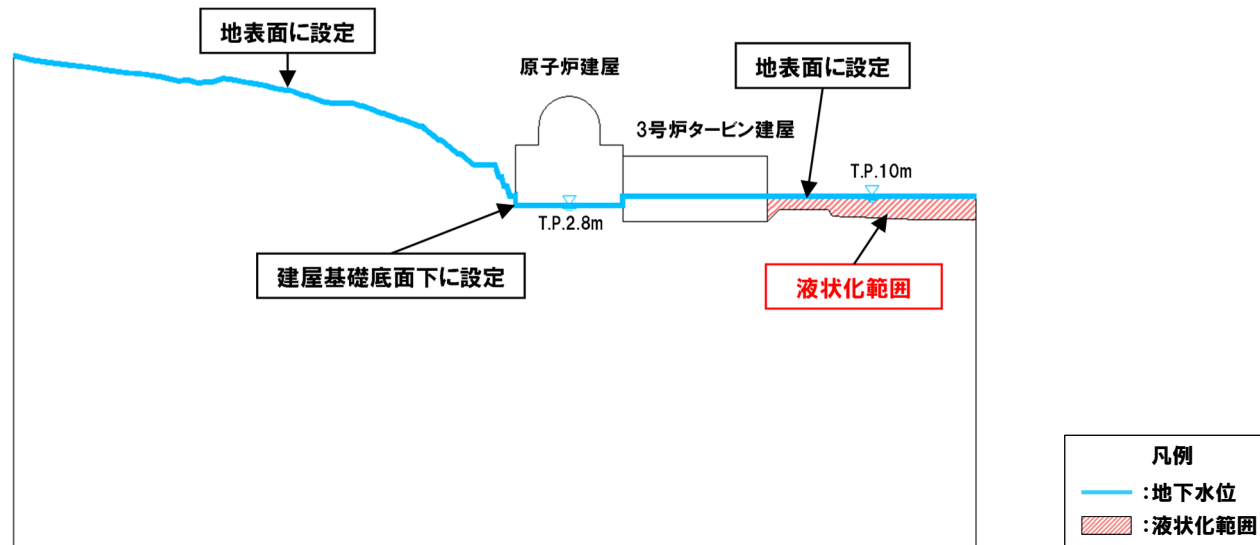 地表面に設定
原子炉建屋
地表面に設定
3号炉タービン建屋
T.P.10m
T.P.2.8m
建屋基礎底面下に設定
液状化範囲
凡例
:地下水位
:液状化範囲